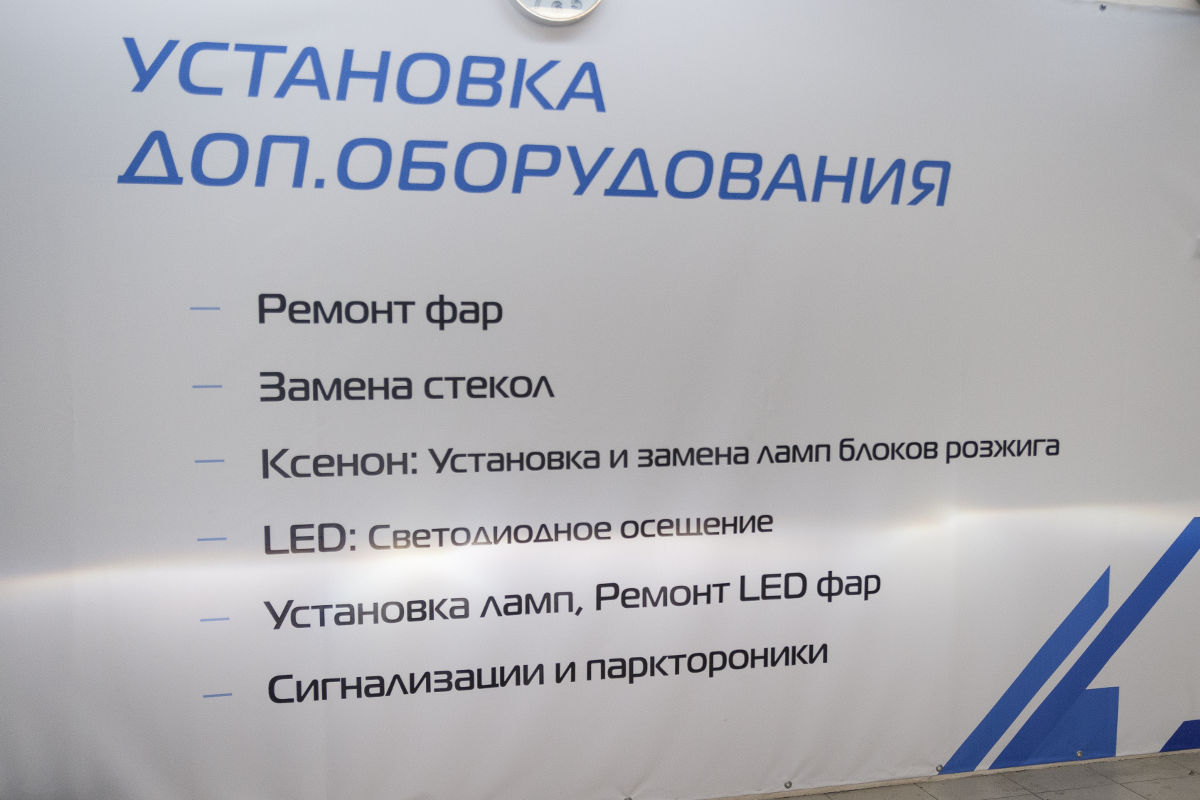 УСТАНОВКА
ДОП.ОБОРУДОВАНИЯ
— Ремонт фар
— Замена стекол
— Ксенон: Установка и замена ламп блоков розжига
— LED: Светодиодное осещение
— Установка ламп, Ремонт LED фар
— Сигнализации и парктороники